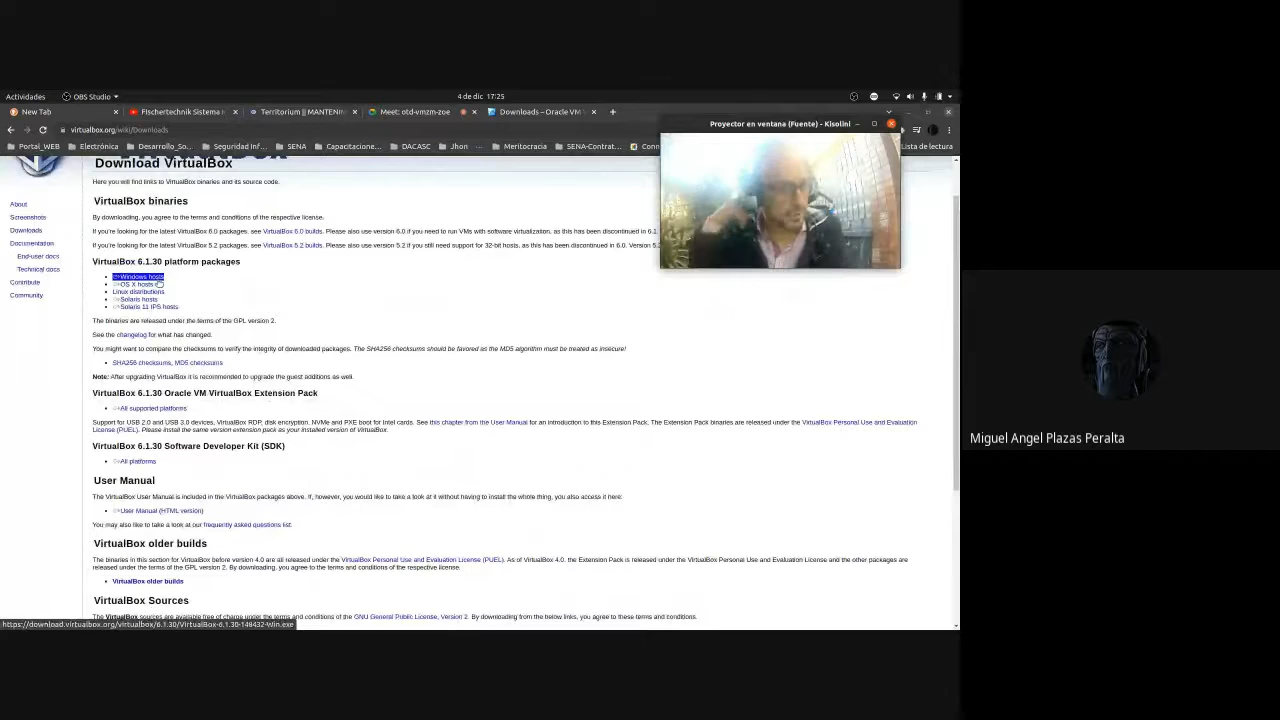 Actividades
OBS Studio
4 de dic 17:25
New Tab
Fischertechnik Sistema
Territorium || MANTENIM
Meet: otd-vmzm-zoe
Downloads – Oracle VM V
virtualbox.org/wiki/Downloads
Proyector en ventana (Fuente) - Kisolini
Portal_WEB
Electrónica
Desarrollo_So...
Seguridad Inf...
SENA
Capacitacione...
DACASC
Jhon
Meritocracia
SENA-Contrat...
Lista de lectura
Download VirtualBox
Here you will find links to VirtualBox binaries and its source code.
About
Screenshots
Downloads
Documentation
End-user docs
Technical docs
Contribute
Community
VirtualBox binaries
By downloading, you agree to the terms and conditions of the respective license.
If you're looking for the latest VirtualBox 6.0 packages, see VirtualBox 6.0 builds. Please also use version 6.0 if you need to run VMs with software virtualization, as this has been discontinued in 6.1.
If you're looking for the latest VirtualBox 5.2 packages, see VirtualBox 5.2 builds. Please also use version 5.2 if you still need support for 32-bit hosts, as this has been discontinued in 6.0. Version 5.
VirtualBox 6.1.30 platform packages
Windows hosts
OS X hosts
Linux distributions
Solaris hosts
Solaris 11 IPS hosts
The binaries are released under the terms of the GPL version 2.
See the changelog for what has changed.
You might want to compare the checksums to verify the integrity of downloaded packages. The SHA256 checksums should be favored as the MD5 algorithm must be treated as insecure!
SHA256 checksums, MD5 checksums
Note: After upgrading VirtualBox it is recommended to upgrade the guest additions as well.
VirtualBox 6.1.30 Oracle VM VirtualBox Extension Pack
All supported platforms
Support for USB 2.0 and USB 3.0 devices, VirtualBox RDP, disk encryption, NVMe and PXE boot for Intel cards. See this chapter from the User Manual for an introduction to this Extension Pack. The Extension Pack binaries are released under the VirtualBox Personal Use and Evaluation
License (PUEL). Please install the same version extension pack as your installed version of VirtualBox.
VirtualBox 6.1.30 Software Developer Kit (SDK)
All platforms
User Manual
The VirtualBox User Manual is included in the VirtualBox packages above. If, however, you would like to take a look at it without having to install the whole thing, you also access it here:
User Manual (HTML version)
You may also like to take a look at our frequently asked questions list.
VirtualBox older builds
The binaries in this section for VirtualBox before version 4.0 are all released under the VirtualBox Personal Use and Evaluation License (PUEL). As of VirtualBox 4.0, the Extension Pack is released under the VirtualBox Personal Use and Evaluation License and the other packages are
released under the terms of the GPL version 2. By downloading, you agree to the terms and conditions of the respective license.
VirtualBox older builds
VirtualBox Sources
The VirtualBox sources are available free of charge under the terms and conditions of the GNU General Public License, Version 2. By downloading from the below links, you agree to these terms and conditions.
https://download.virtualbox.org/virtualbox/6.1.30/VirtualBox-6.1.30-148432-Win.exe
Miguel Angel Plazas Peralta